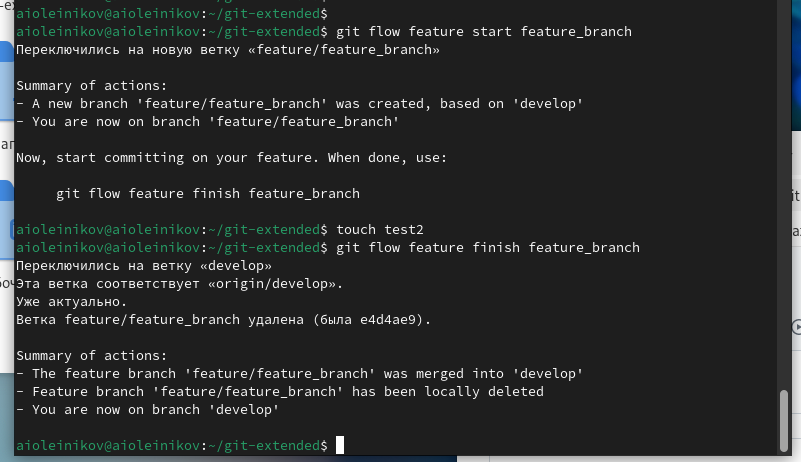 aioleinikov@aioleinikov:~/git-extended$
aioleinikov@aioleinikov:~/git-extended$ git flow feature start feature_branch
Переключились на новую ветку «feature/feature_branch»
Summary of actions:
- A new branch 'feature/feature_branch' was created, based on 'develop'
- You are now on branch 'feature/feature_branch'
Now, start committing on your feature. When done, use:
git flow feature finish feature_branch
aioleinikov@aioleinikov:~/git-extended$ touch test2
aioleinikov@aioleinikov:~/git-extended$ git flow feature finish feature_branch
Переключились на ветку «develop»
Эта ветка соответствует «origin/develop».
Уже актуально.
Ветка feature/feature_branch удалена (была e4d4ae9).
Summary of actions:
- The feature branch 'feature/feature_branch' was merged into 'develop'
- Feature branch 'feature/feature_branch' has been locally deleted
- You are now on branch 'develop'
aioleinikov@aioleinikov:~/git-extended$